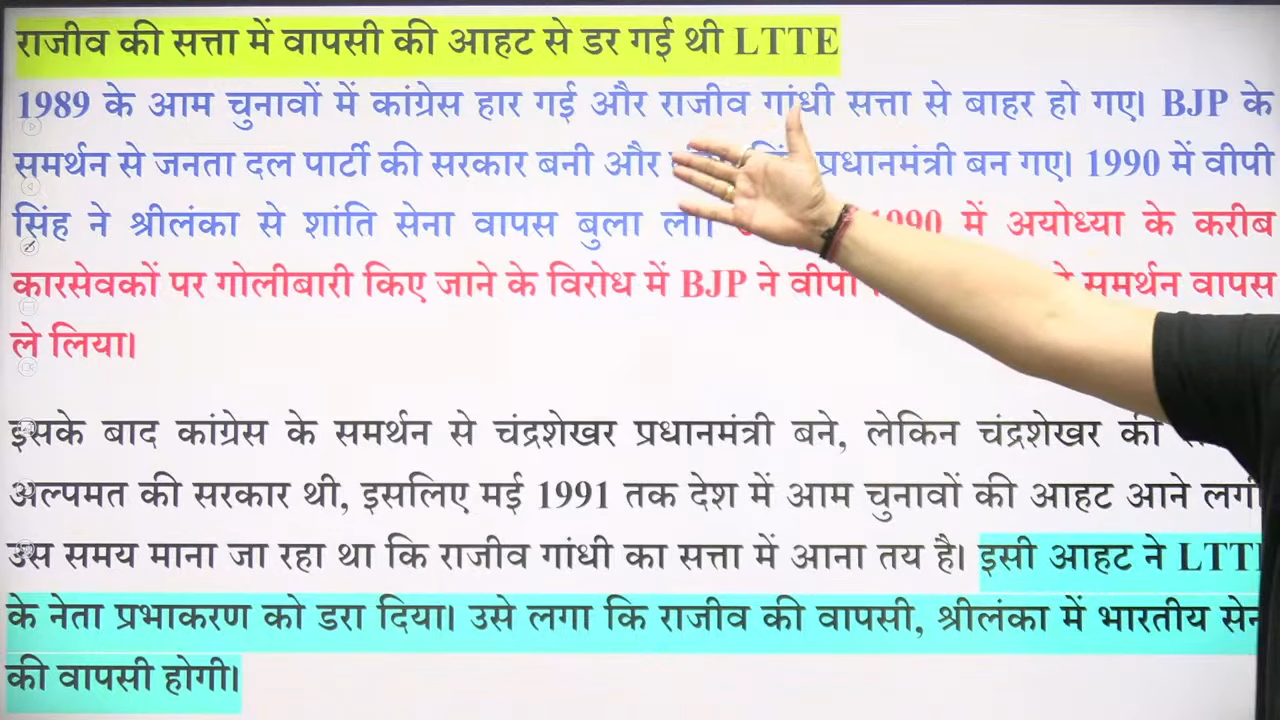 राजीव की सत्ता में वापसी की आहट से डर गई थी LTTE
1989 के आम चुनावों में कांग्रेस हार गई और राजीव गांधी सत्ता से बाहर हो गए। BJP के
समर्थन से जनता दल पार्टी की सरकार बनी और प्रधानमंत्री बन गए। 1990 में वीपी
सिंह ने श्रीलंका से शांति सेना वापस बुला ली। 1990 में अयोध्या के करीब
कारसेवकों पर गोलीबारी किए जाने के विरोध में BJP ने वीपी समर्थन वापस
ले लिया।
इसके बाद कांग्रेस के समर्थन से चंद्रशेखर प्रधानमंत्री बने, लेकिन चंद्रशेखर की
अल्पमत की सरकार थी, इसलिए मई 1991 तक देश में आम चुनावों की आहट आने लगी
उस समय माना जा रहा था कि राजीव गांधी का सत्ता में आना तय है। इसी आहट ने LTTE
के नेता प्रभाकरण को डरा दिया। उसे लगा कि राजीव की वापसी, श्रीलंका में भारतीय
की वापसी होगी।